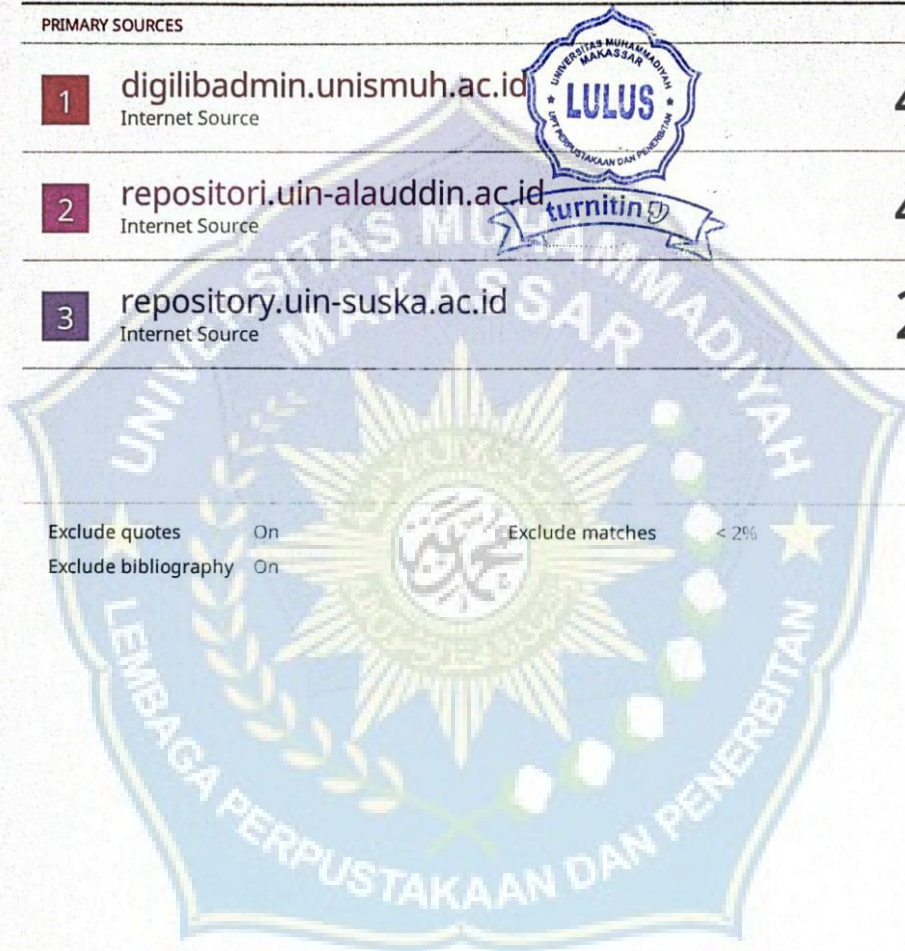 PRIMARY SOURCES
1 digilibadmin.unismuh.ac.id
Internet Source
UNIVERSITAS MUHAMMADIYAH
MAKASSAR
LULUS
UPT PERPUSTAKAAN DAN PENERBITAN
turnitin
2 repositori.uin-alauddin.ac.id
Internet Source
3 repository.uin-suska.ac.id
Internet Source
UNIVERSITAS MUHAMMADIYAH
MAKASSAR
Exclude quotes On
Exclude matches < 2%
Exclude bibliography On
محمدية
LEMBAGA PERPUSTAKAAN DAN PENERBITAN